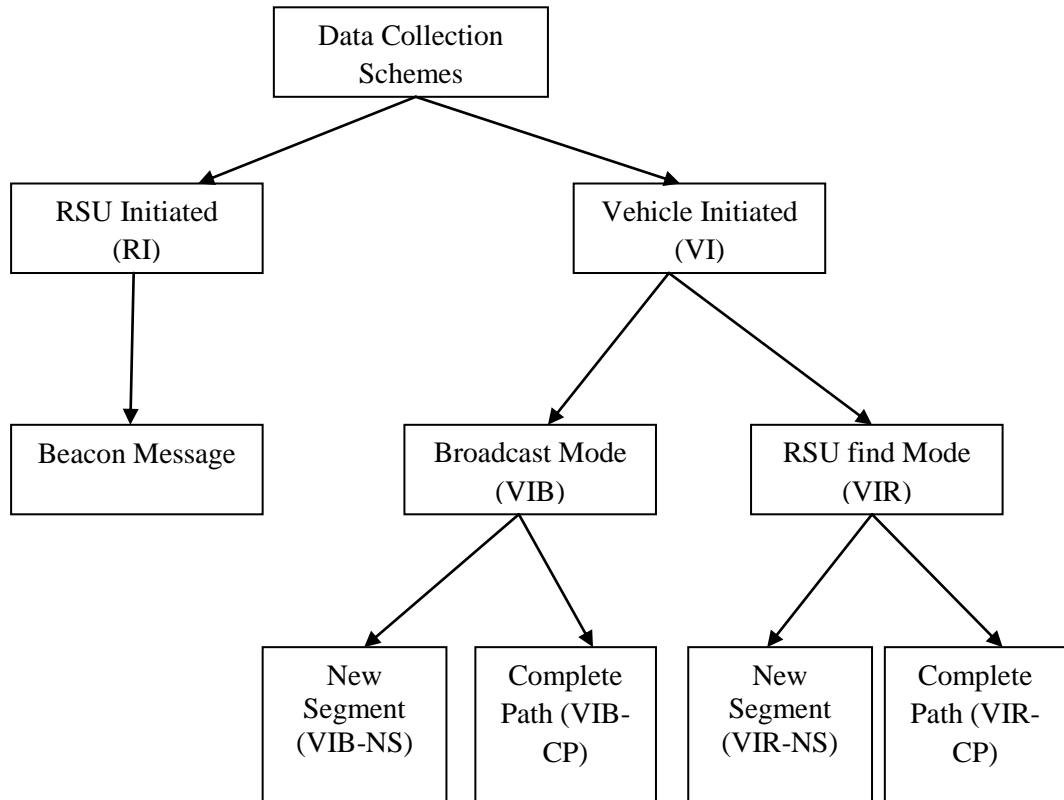 Data Collection
Schemes
RSU Initiated
(RI)
Vehicle Initiated
(VI)
Beacon Message
Broadcast Mode
(VIB)
RSU find Mode
(VIR)
New
Segment
(VIB-NS)
Complete
Path (VIB-
CP)
New
Segment
(VIR-NS)
Complete
Path (VIR-
CP)